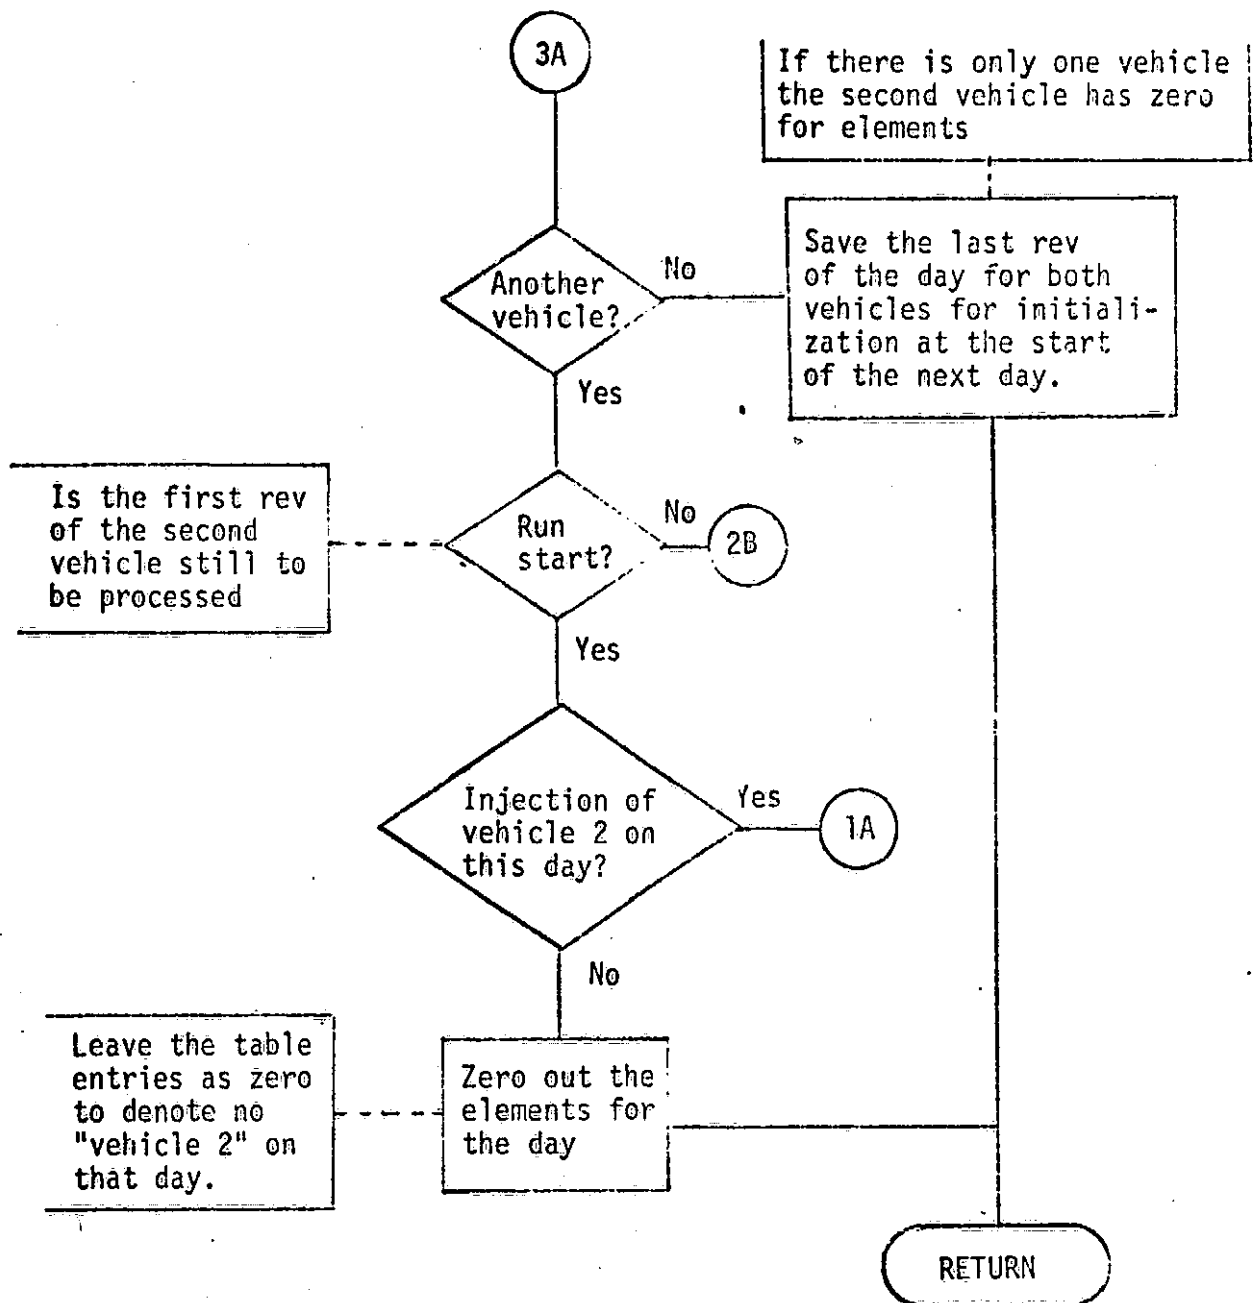 3A
If there is only one vehicle
the second vehicle has zero
for elements
Another
vehicle?
No
Save the last rev
of the day for both
vehicles for initiali-
zation at the start
of the next day.
Yes
Is the first rev
of the second
vehicle still to
be processed
Run
start?
No
2B
Yes
Injection of
vehicle 2 on
this day?
Yes
1A
No
Leave the table
entries as zero
to denote no
"vehicle 2" on
that day.
Zero out the
elements for
the day
RETURN